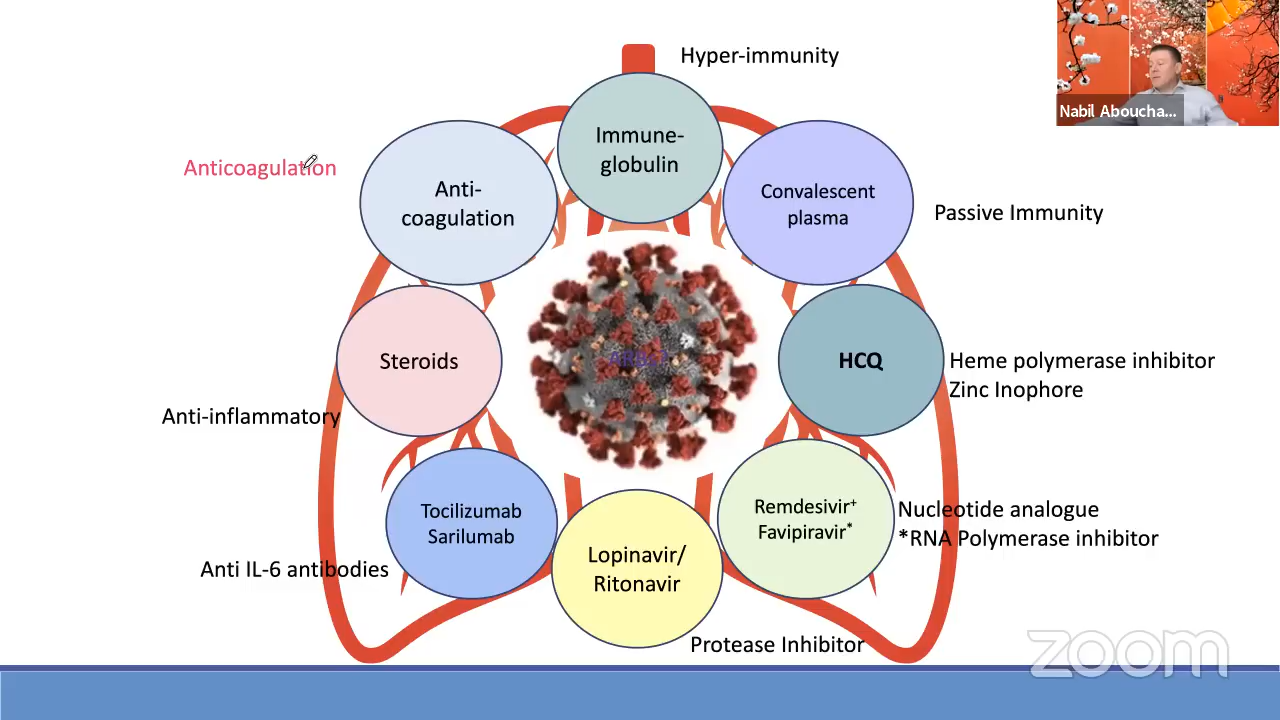 Hyper-immunity
Nabil Aboucha...
Immune-
globulin
Anticoagulation
Anti-
coagulation
Convalescent
plasma
Passive Immunity
Steroids
HCQ
Heme polymerase inhibitor
Zinc Inophore
Anti-inflammatory
Tocilizumab
Sarilumab
Remdesivir+
Favipiravir*
Nucleotide analogue
*RNA Polymerase inhibitor
Lopinavir/
Ritonavir
Anti IL-6 antibodies
Protease Inhibitor
zoom